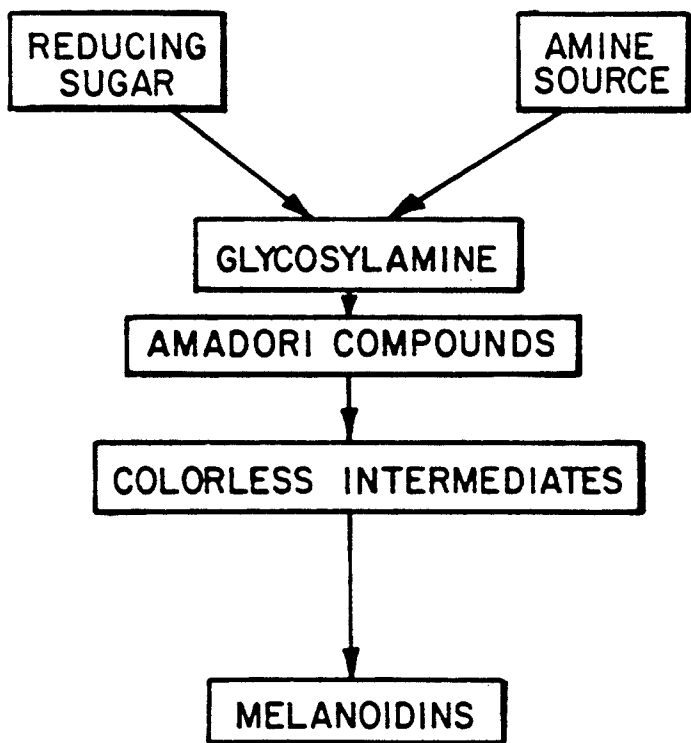 REDUCING
SUGAR
AMINE
SOURCE
GLYCOSYLAMINE
AMADORI COMPOUNDS
COLORLESS INTERMEDIATES
MELANOIDINS